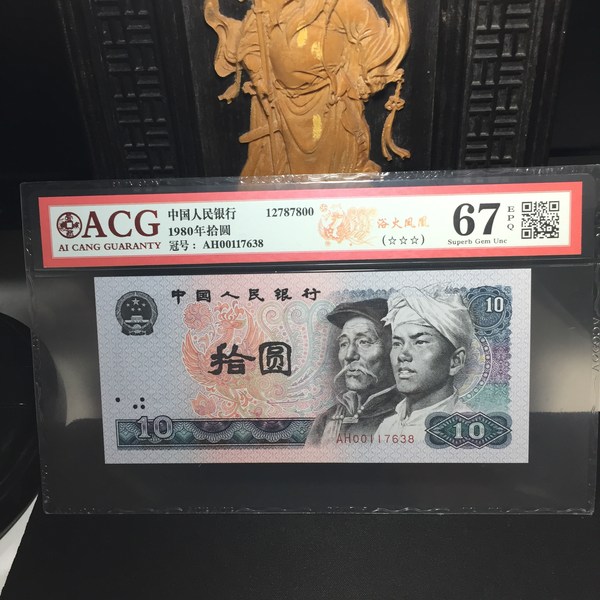 ACG
AI CANG GUARANTY
中国人民银行 12787800
1980年拾圆
冠号: AH00117638
浴火凤凰
(☆☆☆)
67 EPQ
Superb Gem Unc
中国人民银行
10
拾圆
AH00117638
10
10